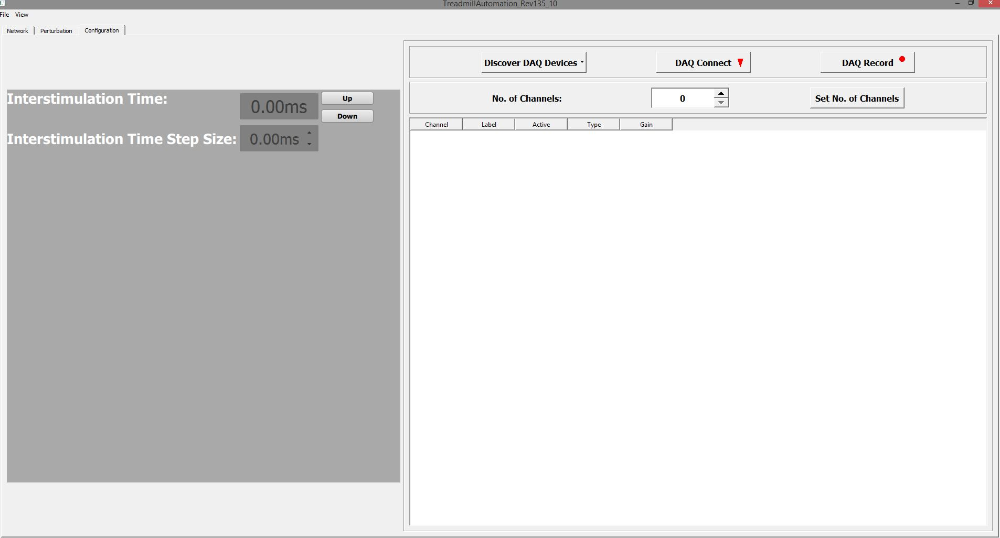 TreadmillAutomation_Rev135_10
File View
Network Perturbation Configuration
Discover DAQ Devices DAQ Connect DAQ Record
Interstimulation Time: 0.00ms Up
Down
No. of Channels: 0 Set No. of Channels
Interstimulation Time Step Size: 0.00ms
Channel Label Active Type Gain